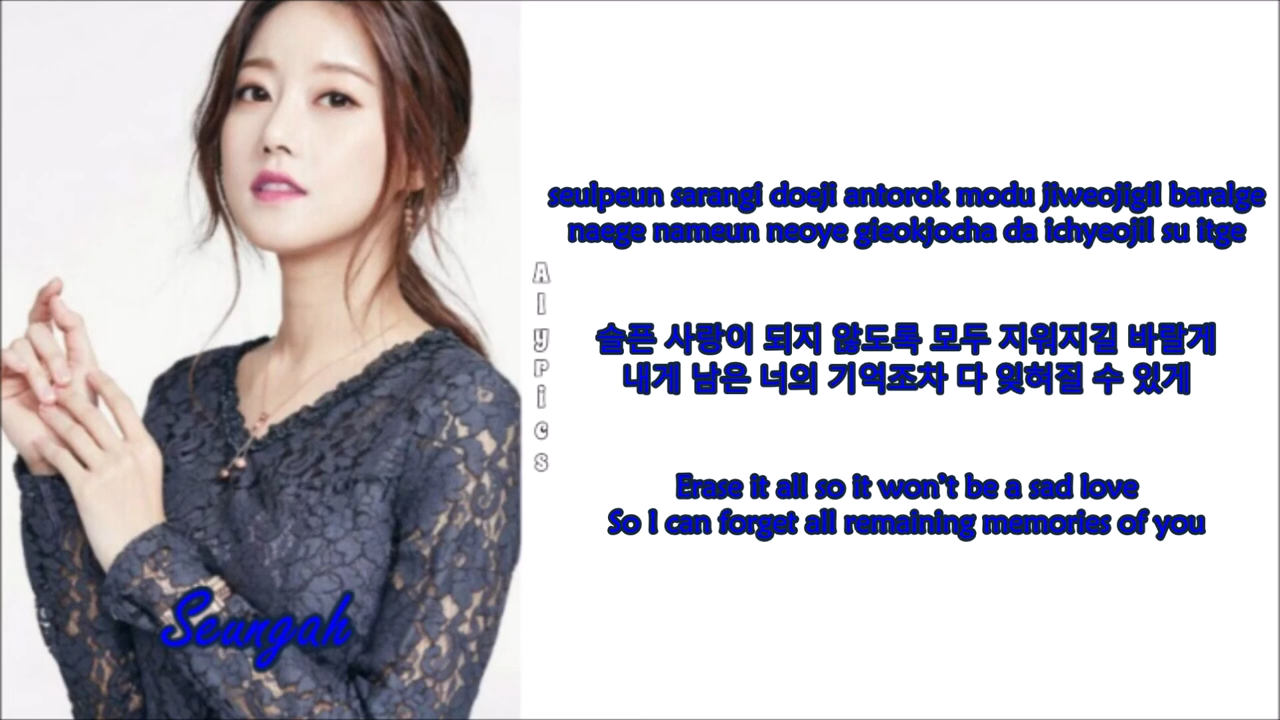 seulpeun sarangi doeji antorok modu jiweojigil baralge
naege nameun neoye gieokjocha da ichyeojil su itge
Alyrics
슬픈 사랑이 되지 않도록 모두 지워지길 바랄게
내게 남은 너의 기억조차 다 잊혀질 수 있게
Erase it all so it won't be a sad love
So I can forget all remaining memories of you
Seungah